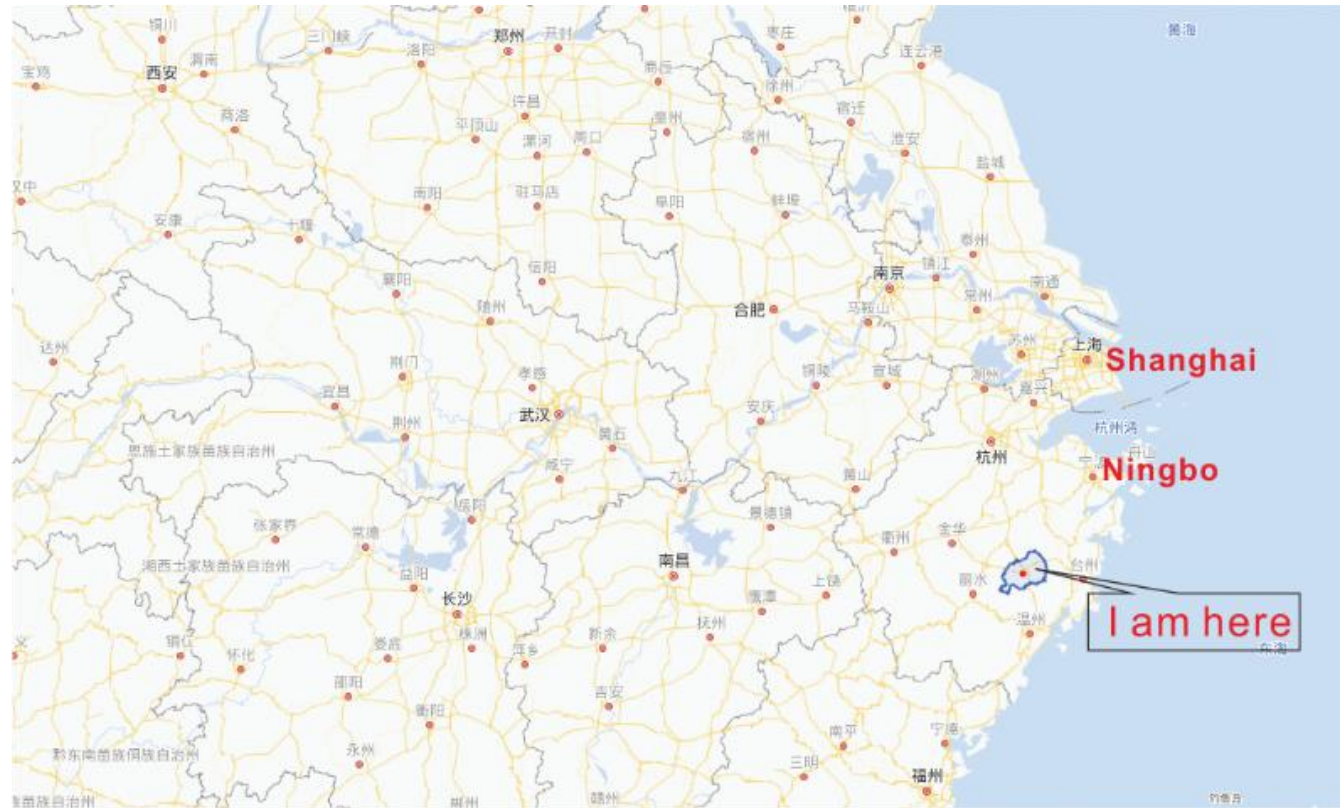 黄海
铜川
三门峡
郑州
开封
枣庄
连云港
宝鸡
渭南
西安
洛阳
商丘
徐州
商洛
许昌
亳州
宿迁
平顶山
漯河
周口
宿州
淮安
盐城
汉中
南阳
驻马店
阜阳
蚌埠
安康
十堰
泰州
襄阳
信阳
南京
镇江
南通
随州
合肥
马鞍山
常州
达州
荆门
孝感
铜陵
宣城
苏州
上海
Shanghai
宜昌
湖州
嘉兴
荆州
武汉
黄石
安庆
杭州湾
恩施土家族苗族自治州
咸宁
九江
黄山
杭州
舟山
Ningbo
张家界
常德
岳阳
景德镇
衢州
金华
湘西土家族苗族自治州
益阳
南昌
上饶
丽水
台州
长沙
鹰潭
I am here
铜仁
怀化
娄底
株洲
萍乡
新余
抚州
温州
东海
邵阳
吉安
衡阳
黔东南苗族侗族自治州
永州
南平
宁德
三明
福州
郴州
赣州
钓鱼岛